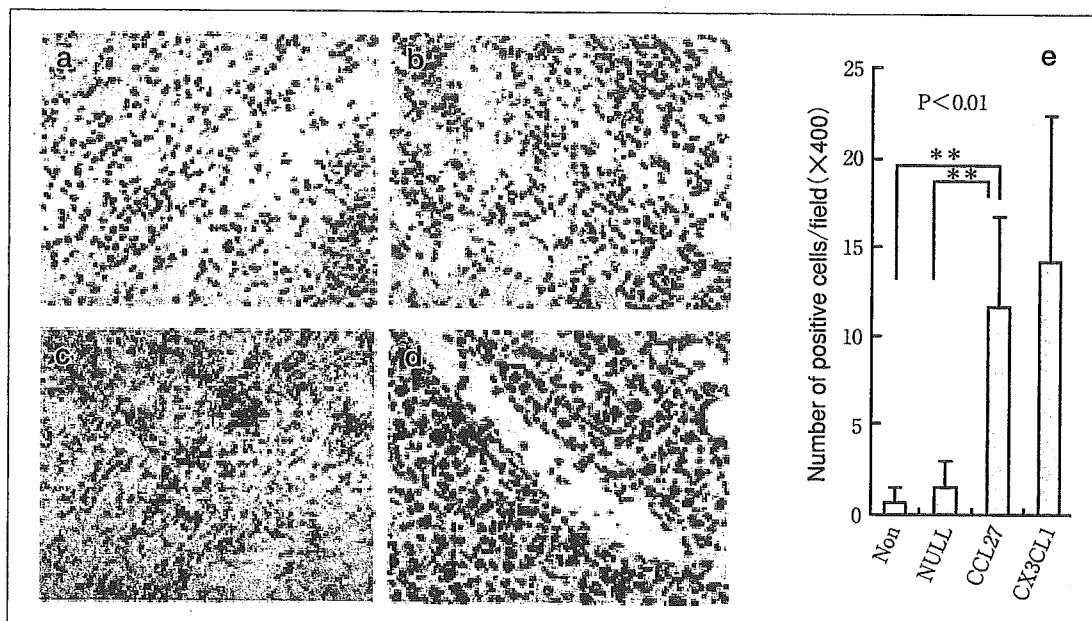 a
b
c
d
e
Number of positive cells/field (×400)
25
20
15
10
5
0
P<0.01
**
**
Non
NULL
CCL27
CX3CL1